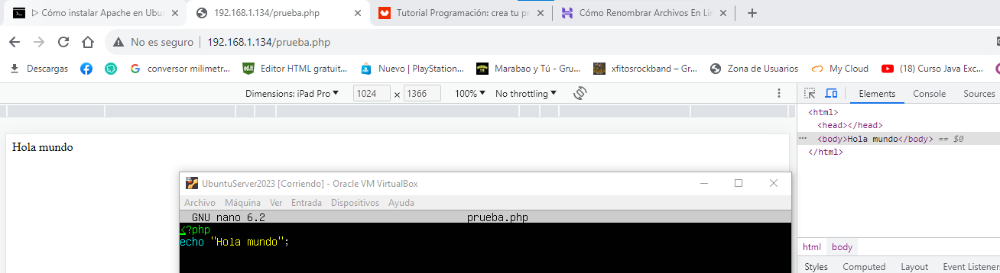 ▷ Cómo instalar Apache en Ubu
192.168.1.134/prueba.php
Tutorial Programación: crea tu pr
Cómo Renombrar Archivos En Lin
No es seguro | 192.168.1.134/prueba.php
Descargas
conversor milimetr...
Editor HTML gratuit...
Nuevo | PlayStation...
Marabao y Tú - Gru...
xfitosrockband – Gr...
Zona de Usuarios
My Cloud
(18) Curso Java Exc...
Dimensions: iPad Pro ▼ 1024 x 1366 100% ▼ No throttling ▼
Elements Console Sources
<html>
<head></head>
<body>Hola mundo</body> == $0
</html>
Hola mundo
UbuntuServer2023 [Corriendo] - Oracle VM VirtualBox
Archivo Máquina Ver Entrada Dispositivos Ayuda
GNU nano 6.2 prueba.php
<?php
echo "Hola mundo";
html body
Styles Computed Layout Event Listener